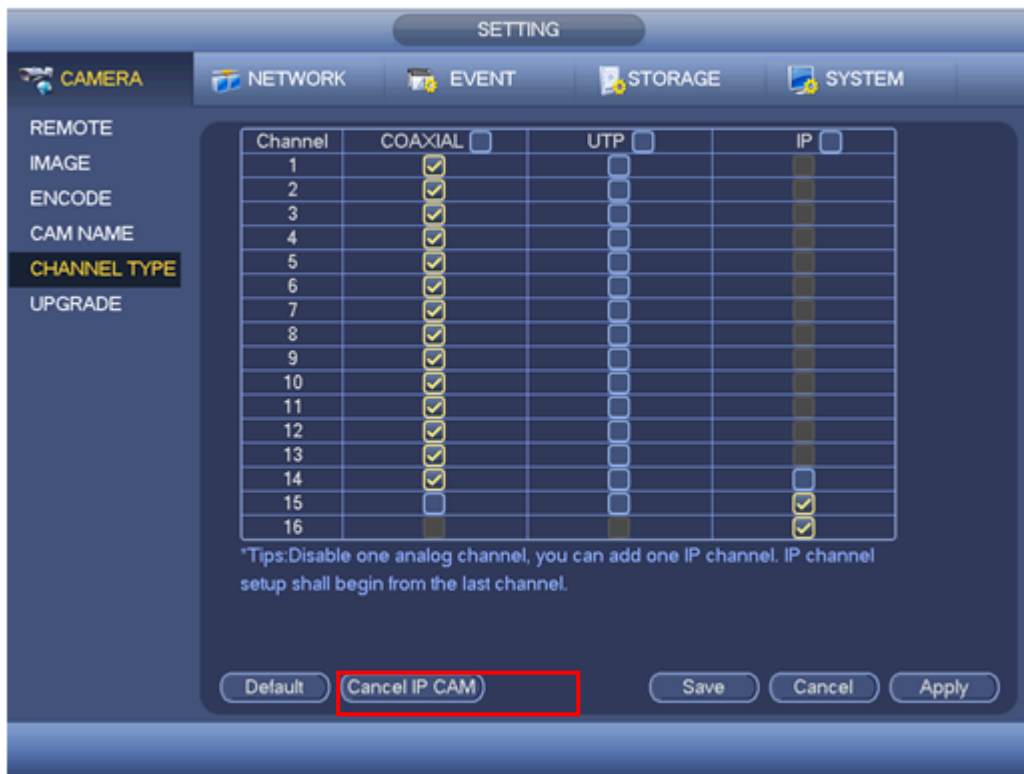 SETTING
CAMERA NETWORK EVENT STORAGE SYSTEM
REMOTE
IMAGE
ENCODE
CAM NAME
CHANNEL TYPE
UPGRADE
Channel COAXIAL UTP IP
1
2
3
4
5
6
7
8
9
10
11
12
13
14
15
16
*Tips:Disable one analog channel, you can add one IP channel. IP channel
setup shall begin from the last channel.
Default Cancel IP CAM Save Cancel Apply